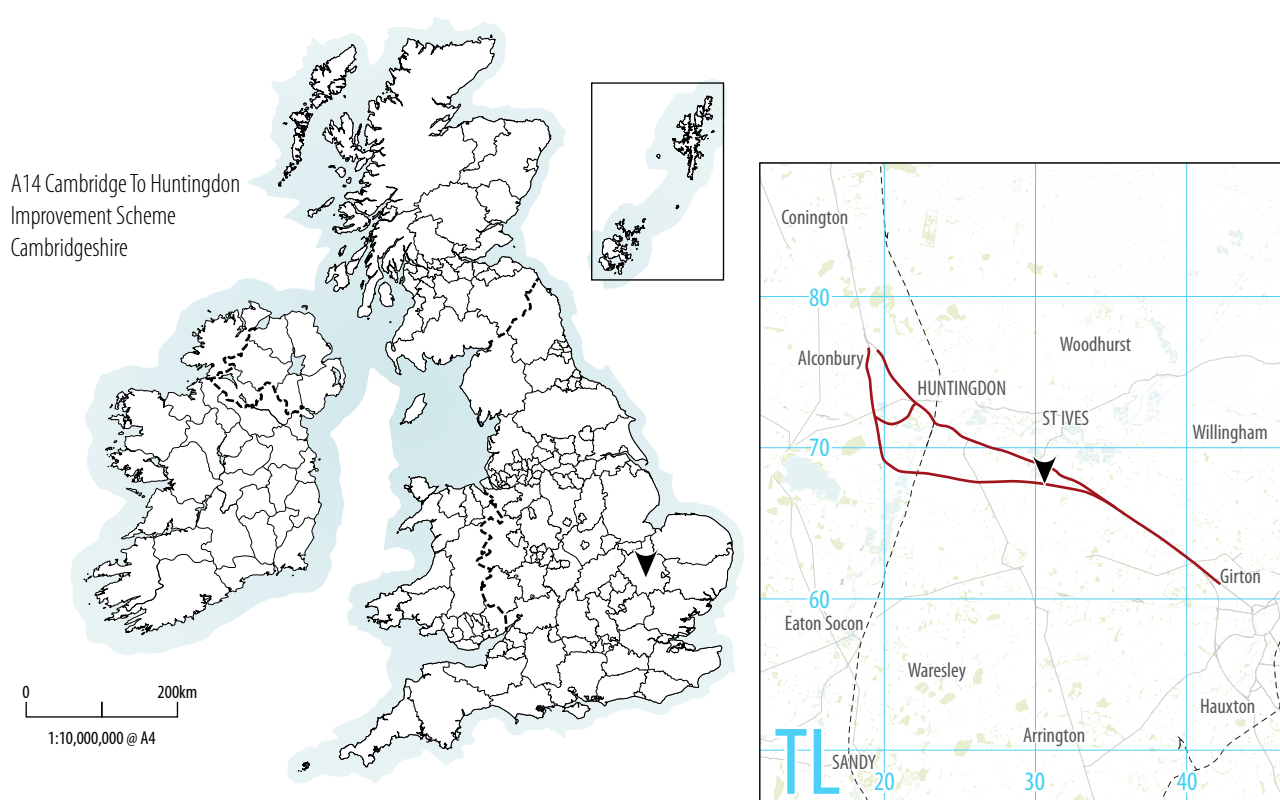 A14 Cambridge To Huntingdon
Improvement Scheme
Cambridgeshire
0 200km
1:10,000,000 @ A4
Conington
80
Woodhurst
Alconbury
HUNTINGDON
ST IVES
Willingham
70
Girton
60
Eaton Socon
Waresley
Hauxton
Arrington
TL
SANDY
20 30 40